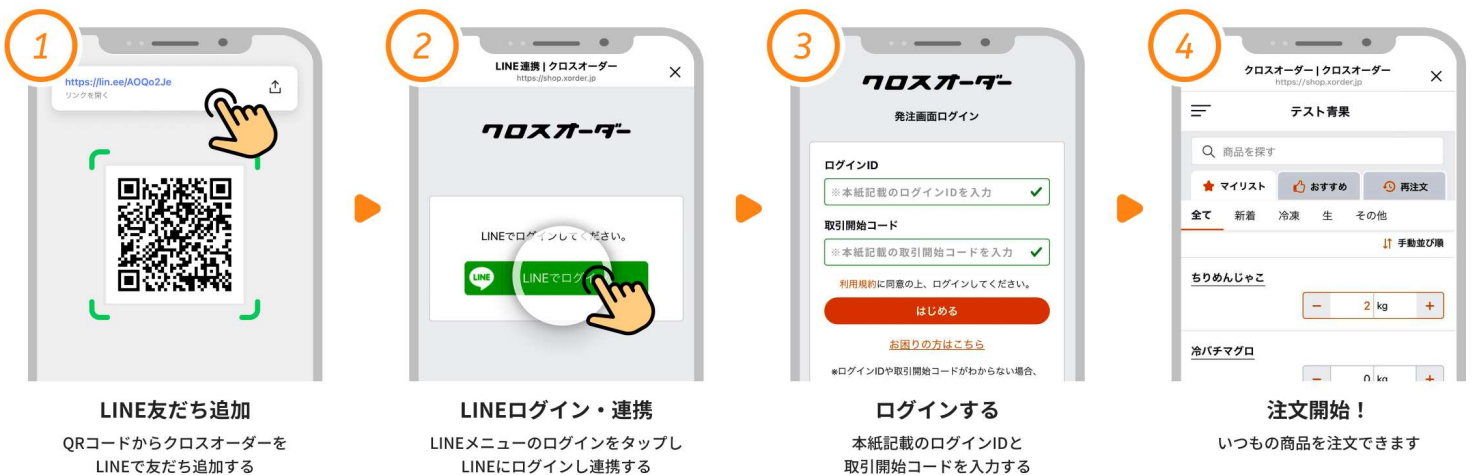 1
https://lin.ee/AOQo2Je
リンクを開く
LINE友だち追加
QRコードからクロスオーダーを
LINEで友だち追加する
2
LINE連携 | クロスオーダー
https://shop.xorder.jp
クロスオーダー
LINEでログインしてください。
LINE
LINEでログイン
LINEログイン・連携
LINEメニューのログインをタップし
LINEにログインし連携する
3
クロスオーダー
発注画面ログイン
ログインID
※本紙記載のログインIDを入力
取引開始コード
※本紙記載の取引開始コードを入力
利用規約に同意の上、ログインしてください。
はじめる
お困りの方はこちら
※ログインIDや取引開始コードがわからない場合、
ログインする
本紙記載のログインIDと
取引開始コードを入力する
4
クロスオーダー | クロスオーダー
https://shop.xorder.jp
テスト青果
商品を探す
マイリスト おすすめ 再注文
全て 新着 冷凍 生 その他
手動並び順
ちりめんじゃこ
− 2 kg +
冷バチマグロ
− 0 kg +
注文開始！
いつもの商品を注文できます